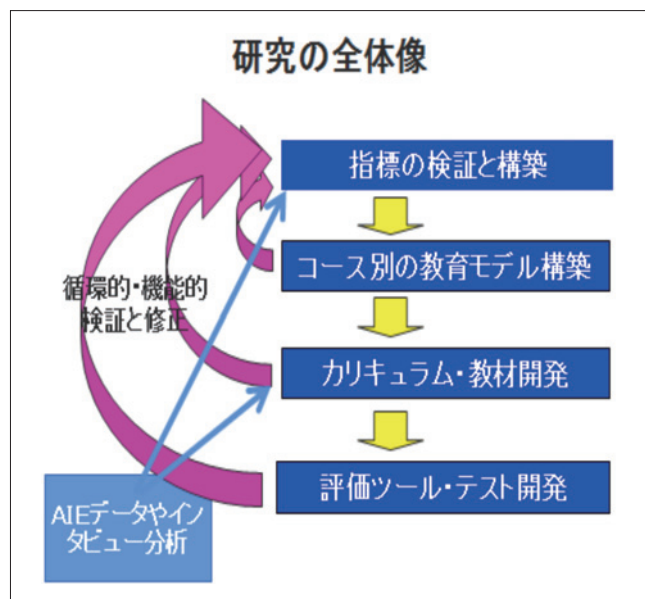 研究の全体像
指標の検証と構築
コース別の教育モデル構築
循環的・機能的
検証と修正
カリキュラム・教材開発
評価ツール・テスト開発
AIEデータやイン
タビュー分析